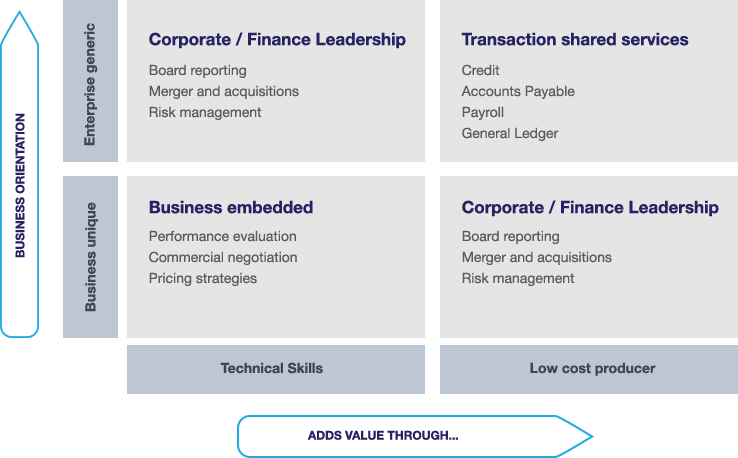 BUSINESS ORIENTATION
Enterprise generic
Corporate / Finance Leadership
Board reporting
Merger and acquisitions
Risk management
Transaction shared services
Credit
Accounts Payable
Payroll
General Ledger
Business unique
Business embedded
Performance evaluation
Commercial negotiation
Pricing strategies
Corporate / Finance Leadership
Board reporting
Merger and acquisitions
Risk management
Technical Skills
Low cost producer
ADDS VALUE THROUGH...